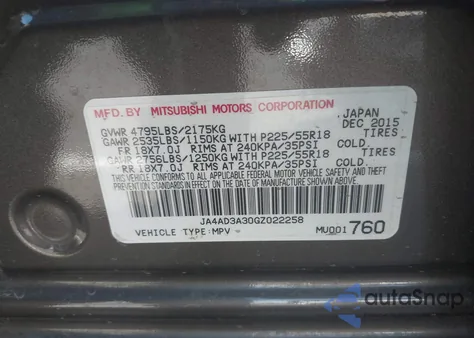 MFD. BY MITSUBISHI MOTORS CORPORATION
GVWR 4795LBS/2175KG JAPAN DEC 2015
GAWR 2535LBS/1150KG WITH P225/55R18 TIRES
FR 18X7.0J RIMS AT 240KPA/35PSI COLD.
GAWR 2756LBS/1250KG WITH P225/55R18 TIRES
RR 18X7.0J RIMS AT 240KPA/35PSI COLD.
THIS VEHICLE CONFORMS TO ALL APPLICABLE FEDERAL MOTOR VEHICLE SAFETY AND THEFT PREVENTION STANDARDS IN EFFECT ON THE DATE OF MANUFACTURE SHOWN ABOVE.
JA4AD3A30GZ022258
VEHICLE TYPE:MPV MU001 760
autoSnap